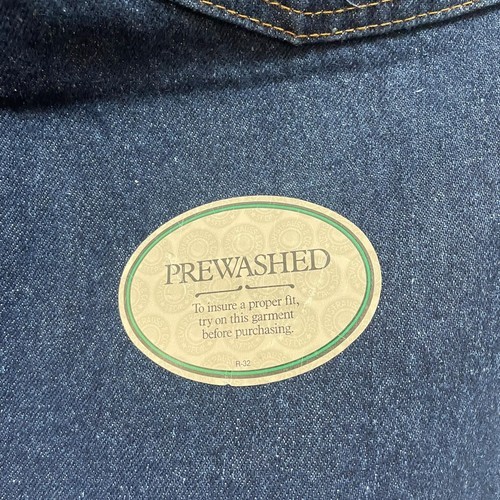 PREWASHED
To insure a proper fit,
try on this garment
before purchasing.
R-32